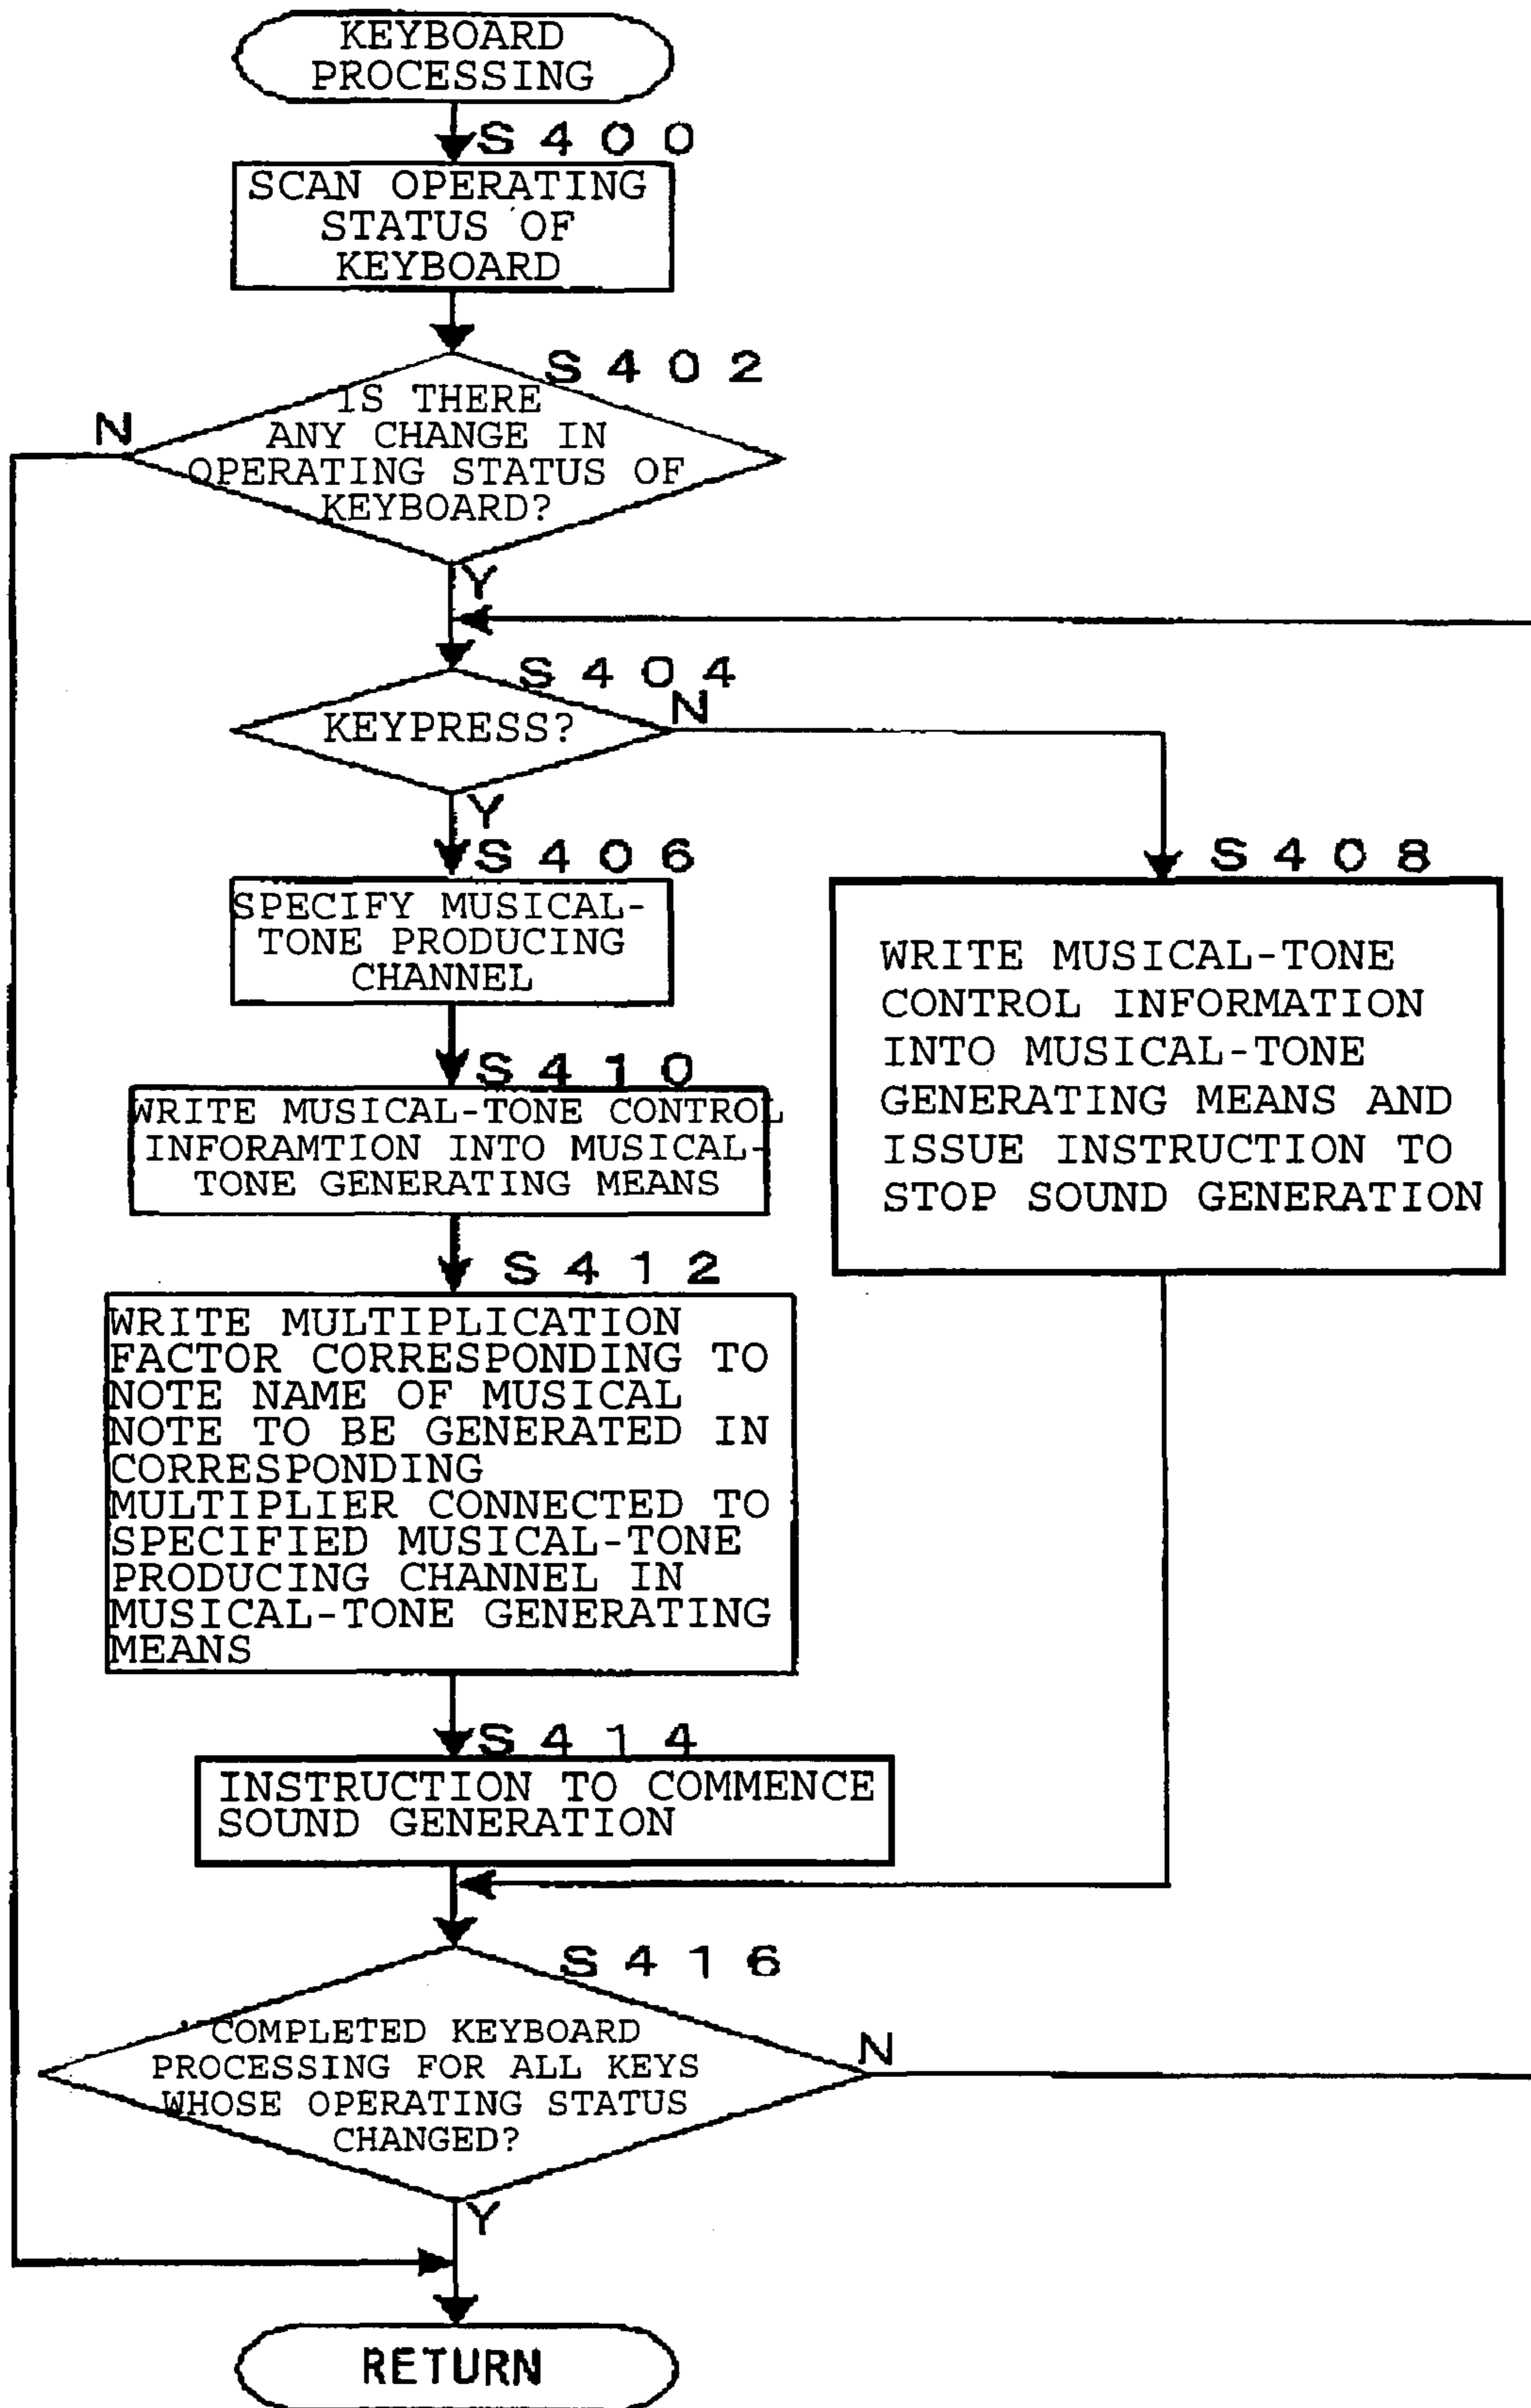 KEYBOARD
PROCESSING
S400
SCAN OPERATING
STATUS OF
KEYBOARD
S402
IS THERE
ANY CHANGE IN
OPERATING STATUS OF
KEYBOARD?
N
Y
S404
KEYPRESS?
N
Y
S406
SPECIFY MUSICAL-
TONE PRODUCING
CHANNEL
S408
WRITE MUSICAL-TONE
CONTROL INFORMATION
INTO MUSICAL-TONE
GENERATING MEANS AND
ISSUE INSTRUCTION TO
STOP SOUND GENERATION
S410
WRITE MUSICAL-TONE CONTROL
INFORAMTION INTO MUSICAL-
TONE GENERATING MEANS
S412
WRITE MULTIPLICATION
FACTOR CORRESPONDING TO
NOTE NAME OF MUSICAL
NOTE TO BE GENERATED IN
CORRESPONDING
MULTIPLIER CONNECTED TO
SPECIFIED MUSICAL-TONE
PRODUCING CHANNEL IN
MUSICAL-TONE GENERATING
MEANS
S414
INSTRUCTION TO COMMENCE
SOUND GENERATION
S416
COMPLETED KEYBOARD
PROCESSING FOR ALL KEYS
WHOSE OPERATING STATUS
CHANGED?
N
Y
RETURN